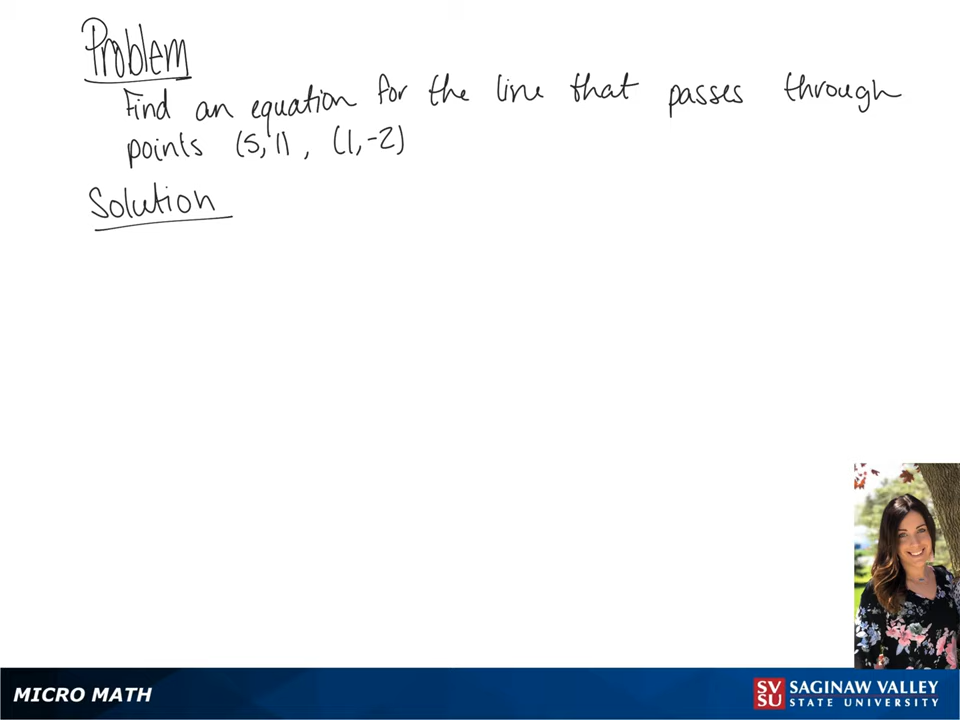 Problem
Find an equation for the line that passes through
points (5,1), (1,-2)
Solution
MICRO MATH
SV
SU
SAGINAW VALLEY
STATE UNIVERSITY